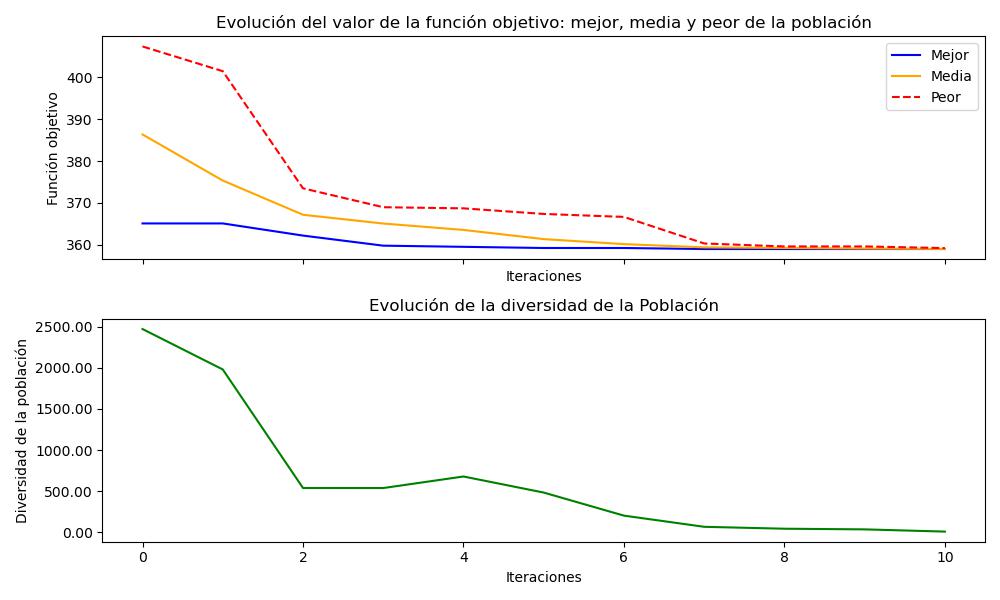 Evolución del valor de la función objetivo: mejor, media y peor de la población
Función objetivo
400
390
380
370
360
Mejor
Media
Peor
Iteraciones
Evolución de la diversidad de la Población
Diversidad de la población
2500.00
2000.00
1500.00
1000.00
500.00
0.00
0 2 4 6 8 10
Iteraciones